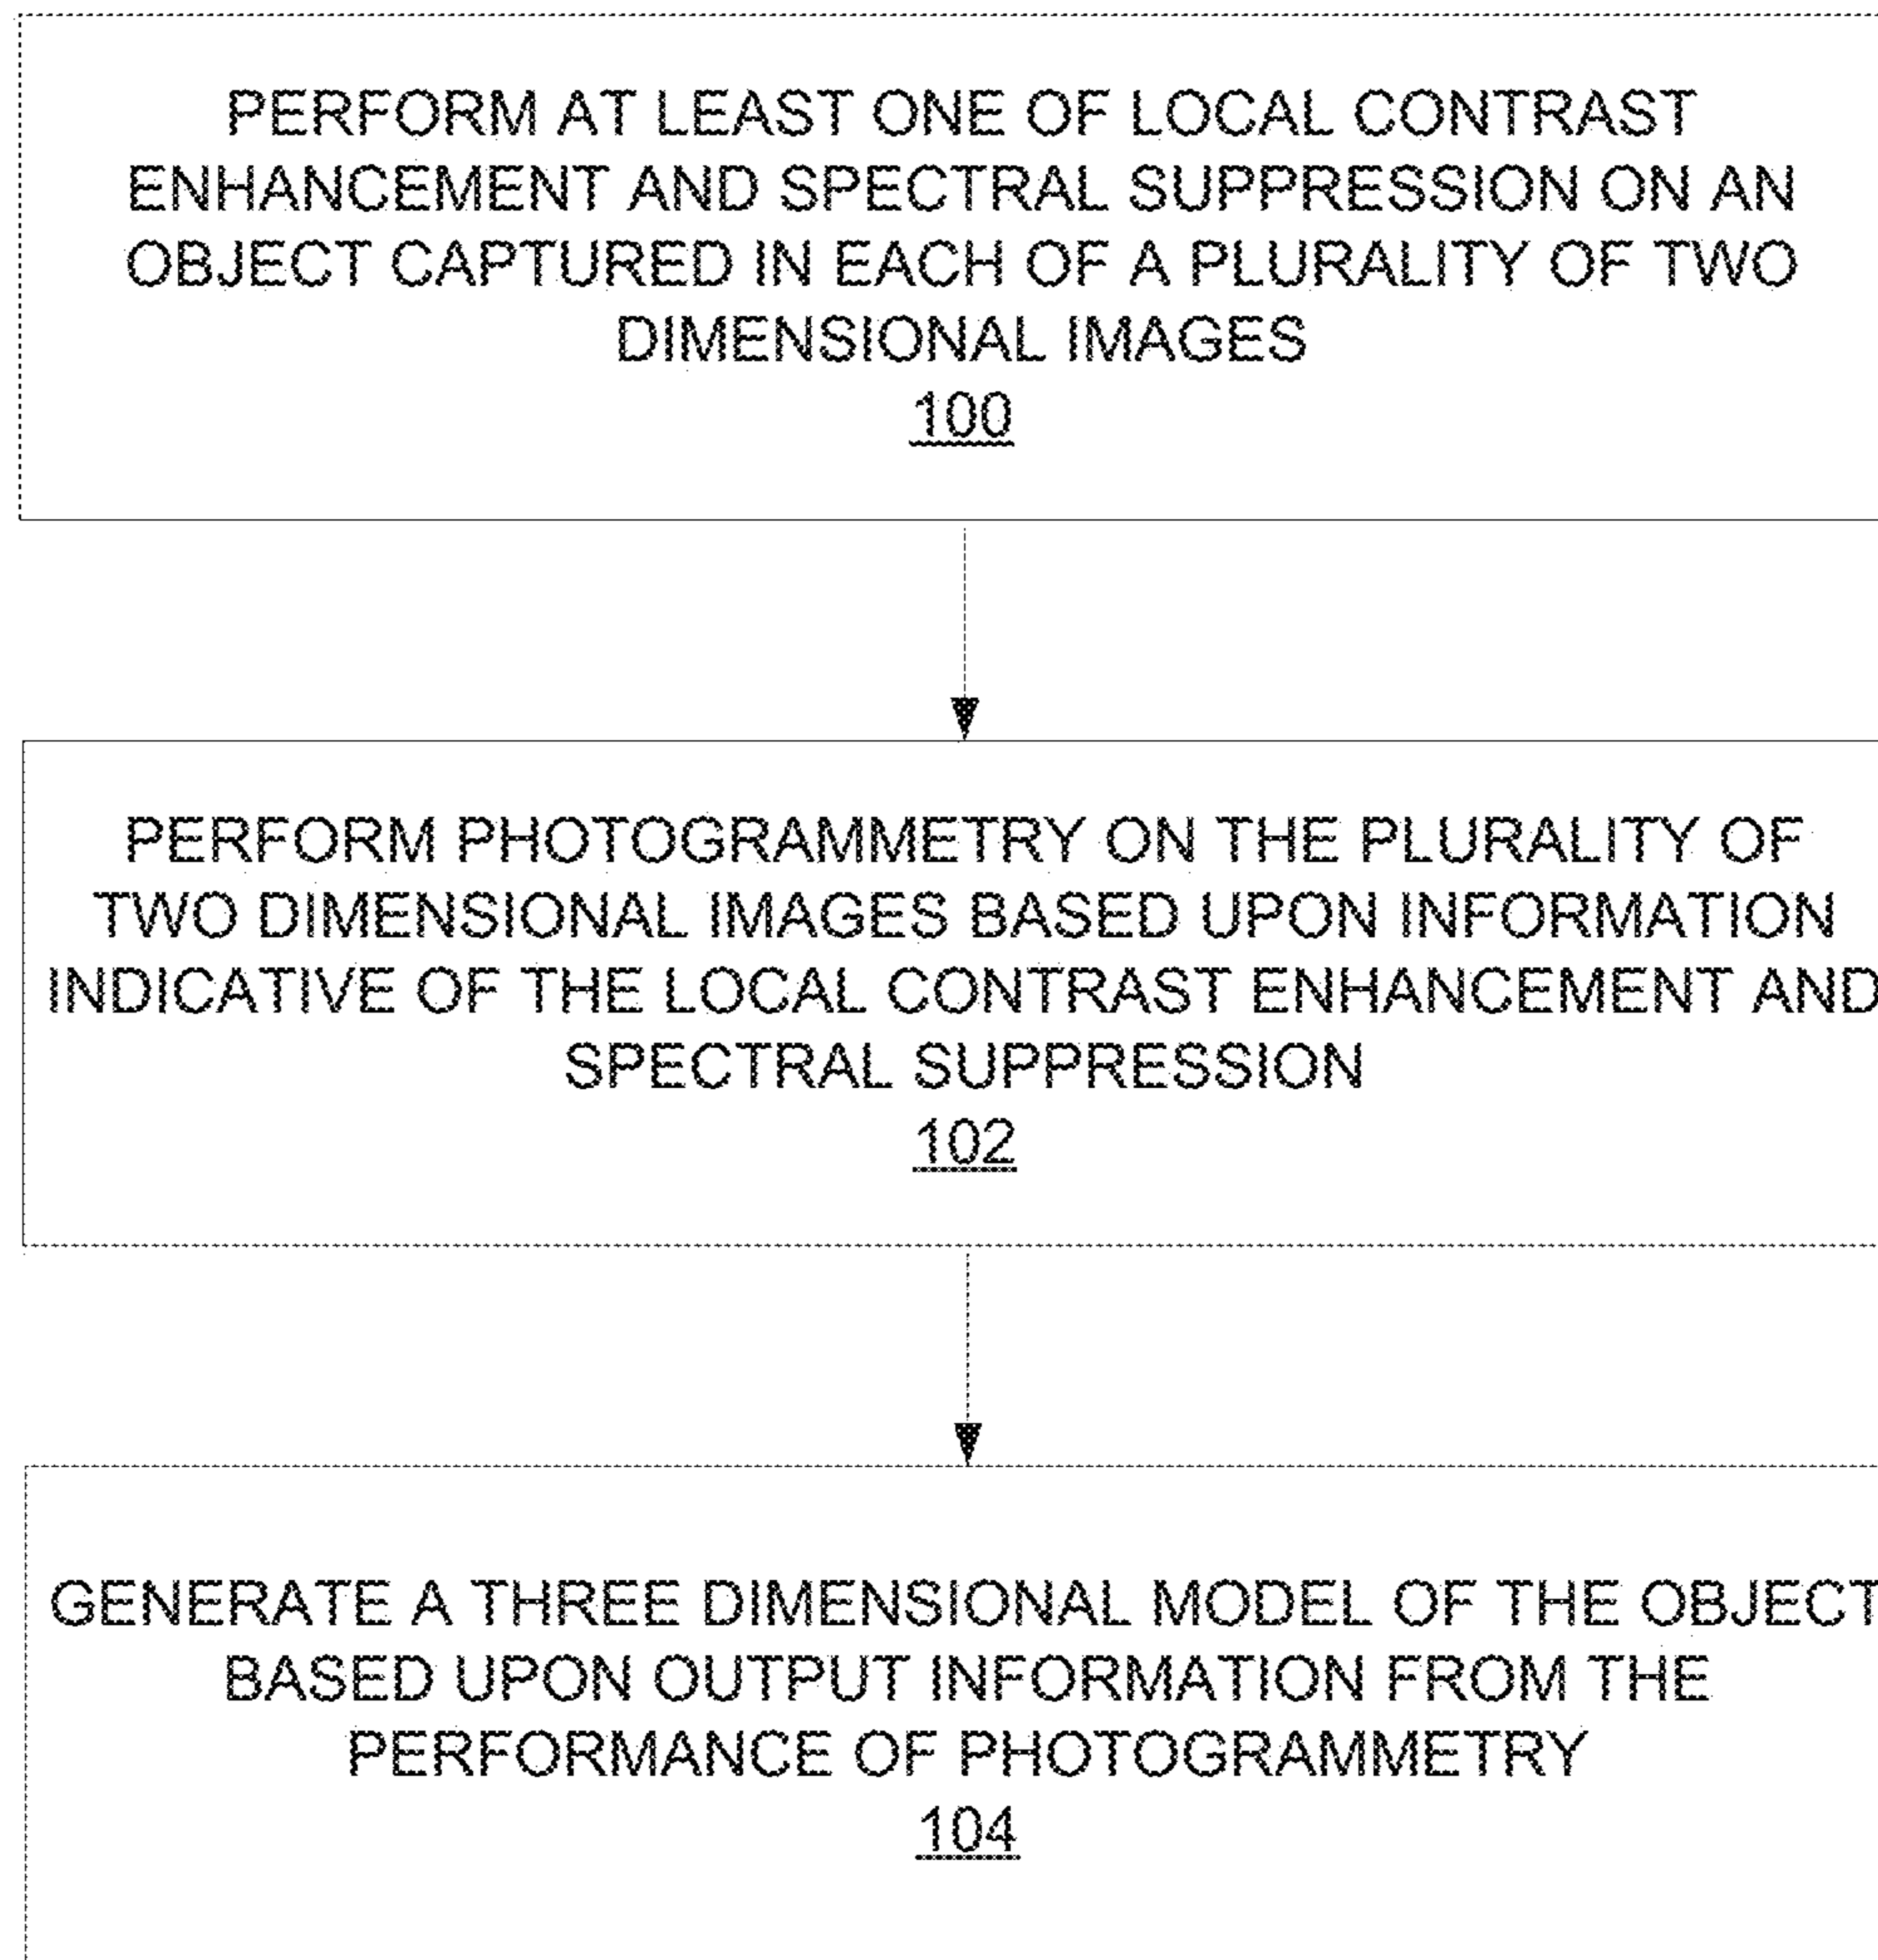 PERFORM AT LEAST ONE OF LOCAL CONTRAST
ENHANCEMENT AND SPECTRAL SUPPRESSION ON AN
OBJECT CAPTURED IN EACH OF A PLURALITY OF TWO
DIMENSIONAL IMAGES
100
PERFORM PHOTOGRAMMETRY ON THE PLURALITY OF
TWO DIMENSIONAL IMAGES BASED UPON INFORMATION
INDICATIVE OF THE LOCAL CONTRAST ENHANCEMENT AND
SPECTRAL SUPPRESSION
102
GENERATE A THREE DIMENSIONAL MODEL OF THE OBJECT
BASED UPON OUTPUT INFORMATION FROM THE
PERFORMANCE OF PHOTOGRAMMETRY
104